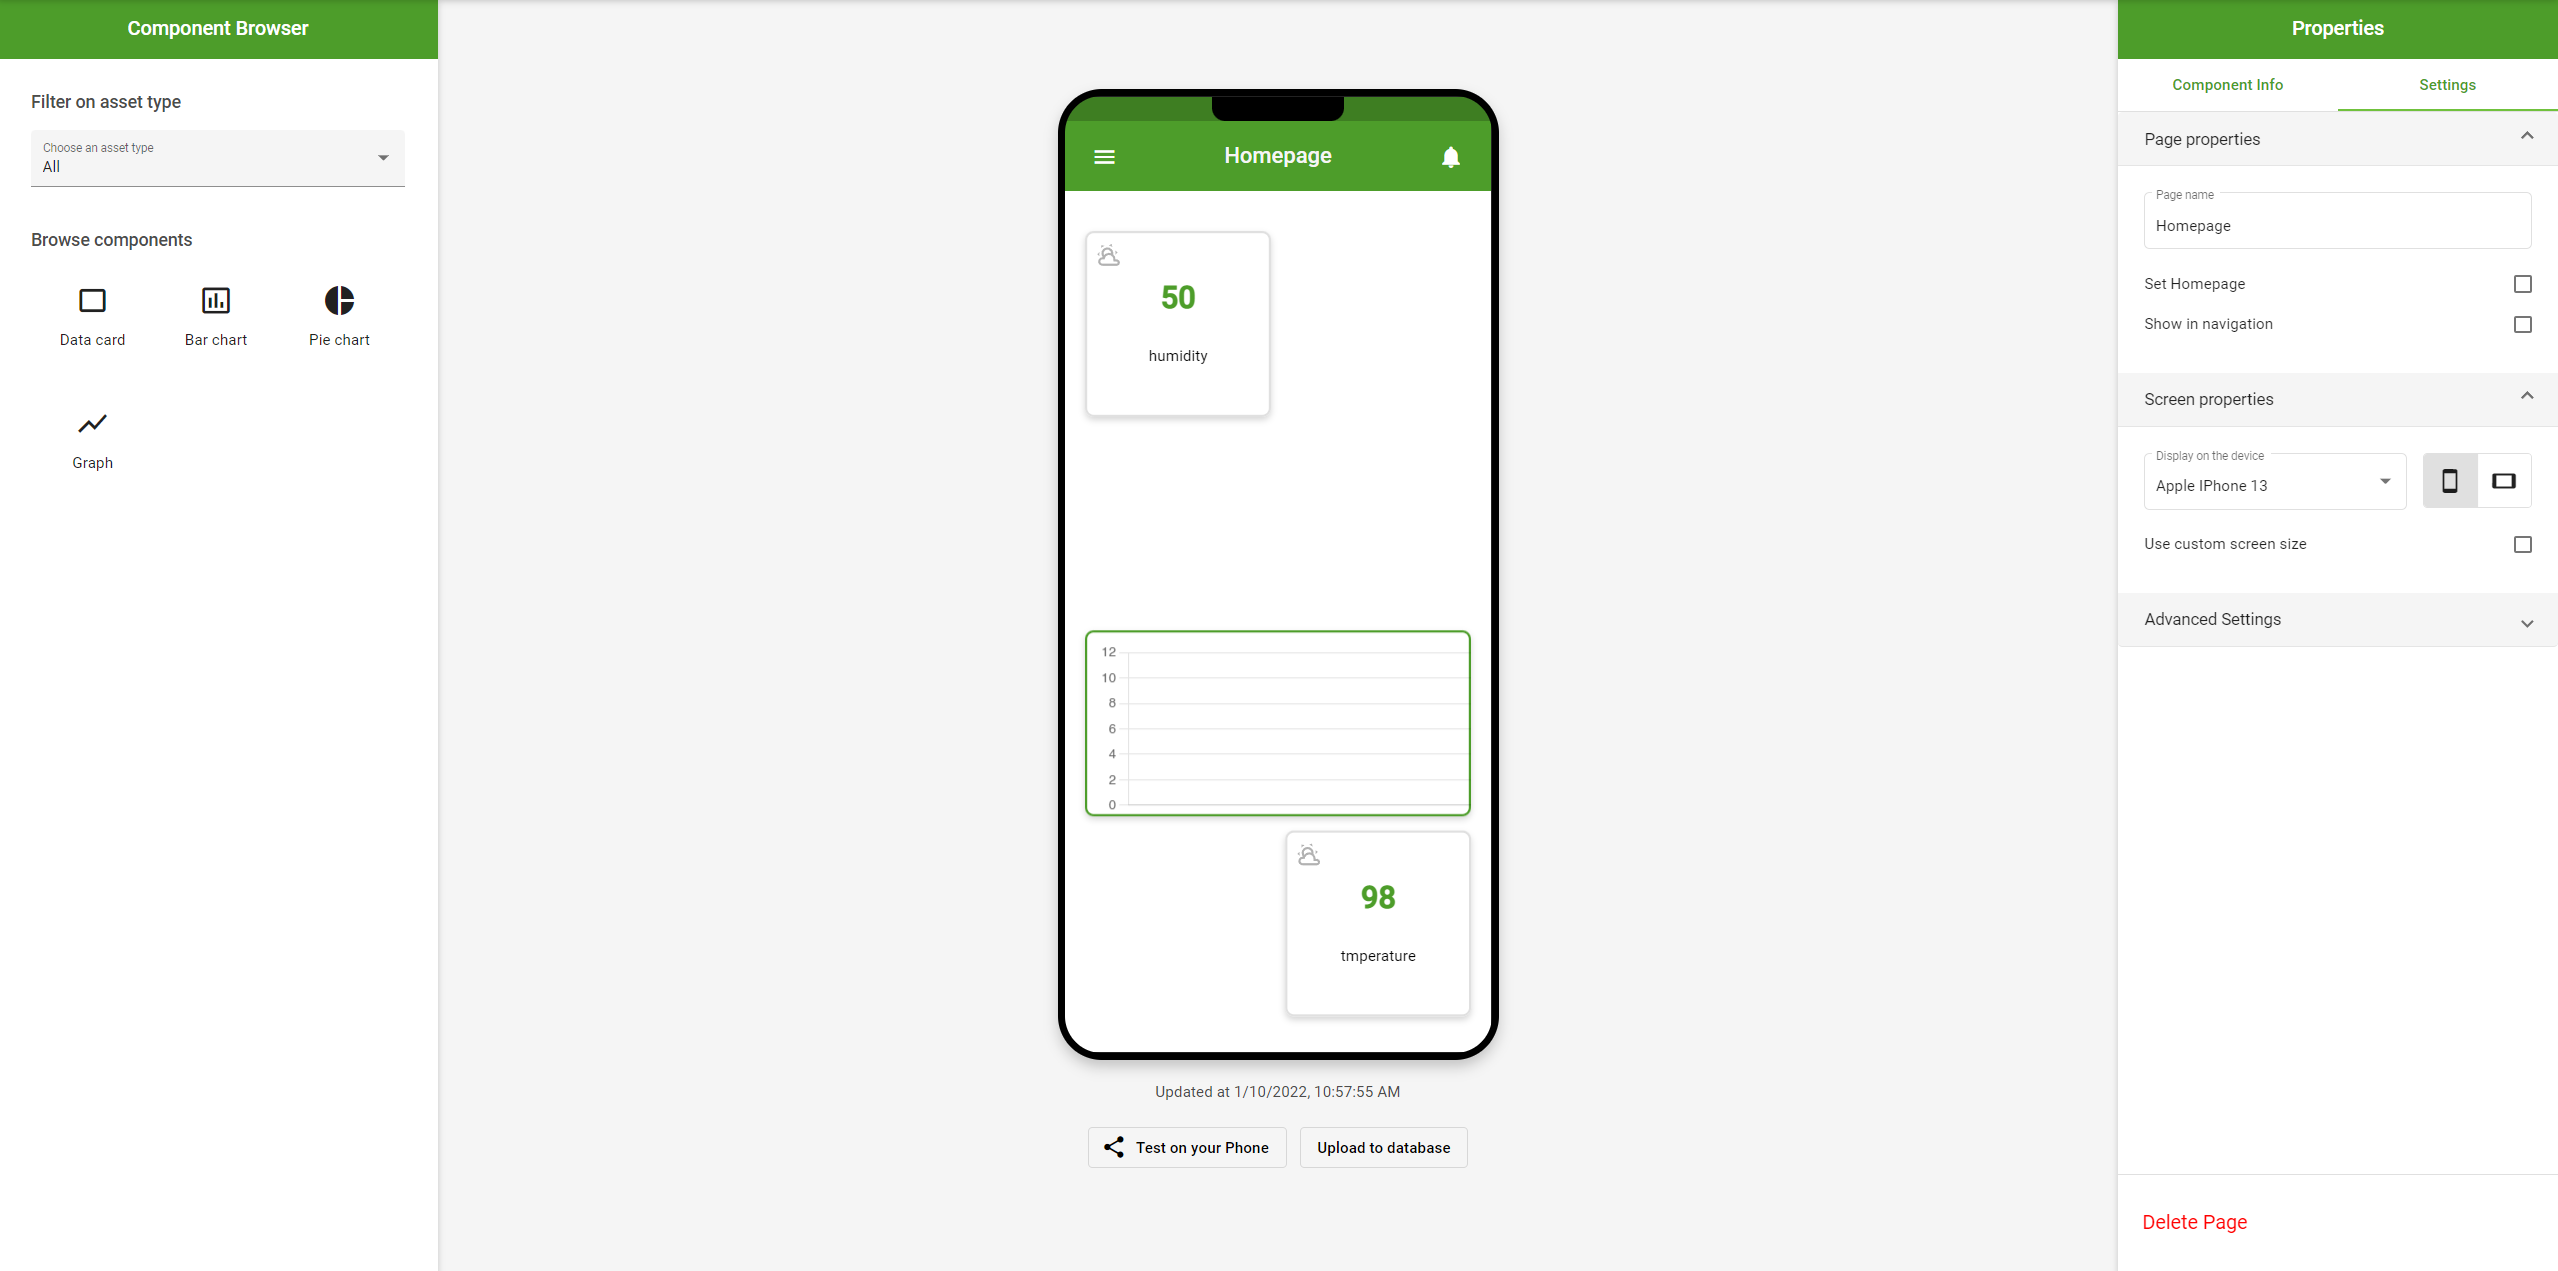 Component Browser
Filter on asset type
Choose an asset type
All
Browse components
Data card
Bar chart
Pie chart
Graph
Homepage
50
humidity
12
10
8
6
4
2
0
98
tmperature
Updated at 1/10/2022, 10:57:55 AM
Test on your Phone
Upload to database
Properties
Component Info
Settings
Page properties
Page name
Homepage
Set Homepage
Show in navigation
Screen properties
Display on the device
Apple IPhone 13
Use custom screen size
Advanced Settings
Delete Page